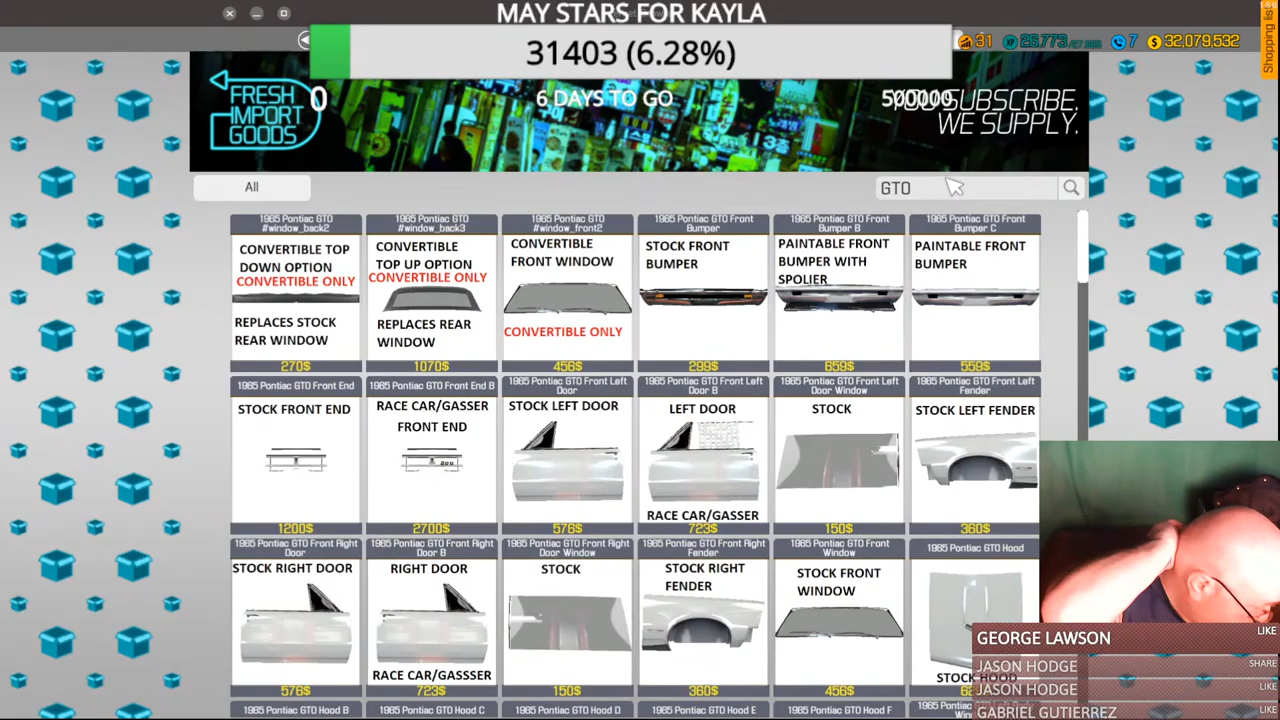 MAY STARS FOR KAYLA
31403 (6.28%)
0
6 DAYS TO GO
500000
31
26,773
7
32,079,532
Shopping list
FRESH
IMPORT
GOODS
SUBSCRIBE.
WE SUPPLY.
All
GTO
1965 Pontiac GTO
#window_back2
CONVERTIBLE TOP
DOWN OPTION
CONVERTIBLE ONLY
REPLACES STOCK
REAR WINDOW
270$
1965 Pontiac GTO
#window_back3
CONVERTIBLE
TOP UP OPTION
CONVERTIBLE ONLY
REPLACES REAR
WINDOW
1070$
1965 Pontiac GTO
#window_front2
CONVERTIBLE
FRONT WINDOW
CONVERTIBLE ONLY
456$
1965 Pontiac GTO Front
Bumper
STOCK FRONT
BUMPER
299$
1965 Pontiac GTO Front
Bumper B
PAINTABLE FRONT
BUMPER WITH
SPOLIER
659$
1965 Pontiac GTO Front
Bumper C
PAINTABLE FRONT
BUMPER
559$
1965 Pontiac GTO Front End
STOCK FRONT END
1200$
1965 Pontiac GTO Front End B
RACE CAR/GASSER
FRONT END
2700$
1965 Pontiac GTO Front Left
Door
STOCK LEFT DOOR
576$
1965 Pontiac GTO Front Left
Door B
LEFT DOOR
RACE CAR/GASSER
723$
1965 Pontiac GTO Front Left
Door Window
STOCK
150$
1965 Pontiac GTO Front Left
Fender
STOCK LEFT FENDER
360$
1965 Pontiac GTO Front Right
Door
STOCK RIGHT DOOR
576$
1965 Pontiac GTO Front Right
Door B
RIGHT DOOR
RACE CAR/GASSSER
723$
1965 Pontiac GTO Front Right
Door Window
STOCK
150$
1965 Pontiac GTO Front Right
Fender
STOCK RIGHT
FENDER
360$
1965 Pontiac GTO Front
Window
STOCK FRONT
WINDOW
456$
1965 Pontiac GTO Hood
STOCK HOOD
1965 Pontiac GTO Hood B
1965 Pontiac GTO Hood C
1965 Pontiac GTO Hood D
1965 Pontiac GTO Hood E
1965 Pontiac GTO Hood F
GEORGE LAWSON
LIKE
JASON HODGE
SHARE
JASON HODGE
LIKE
GABRIEL GUTIERREZ
LIKE